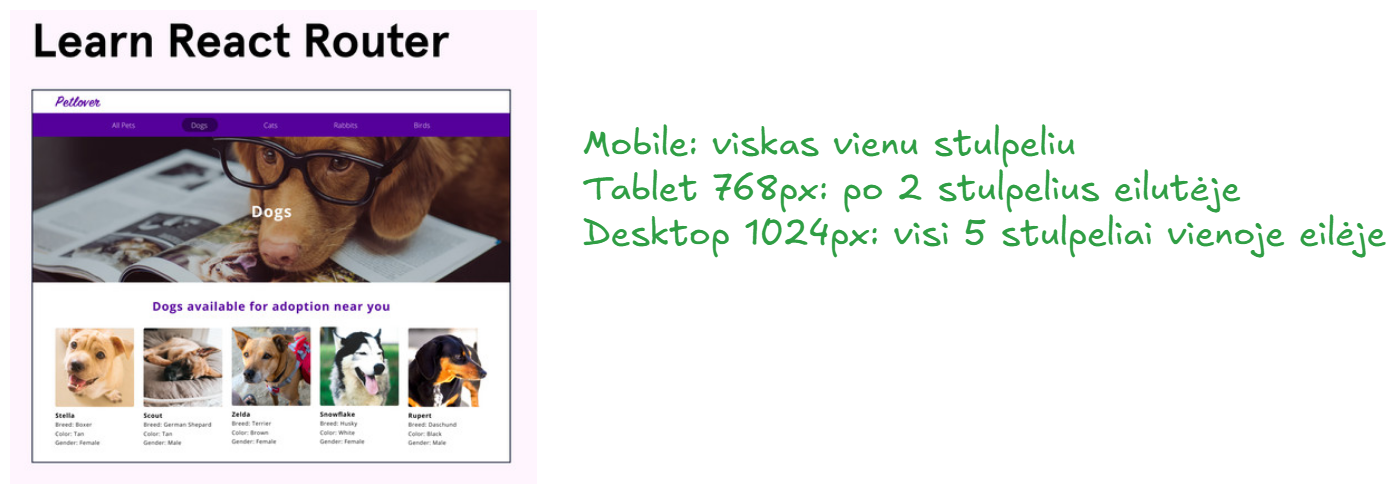 Learn React Router
Petlover
All Pets Dogs Cats Rabbits Birds
Dogs
Dogs available for adoption near you
Stella
Breed: Boxer
Color: Tan
Gender: Female
Scout
Breed: German Shepard
Color: Tan
Gender: Male
Zelda
Breed: Terrier
Color: Brown
Gender: Female
Snowflake
Breed: Husky
Color: White
Gender: Female
Rupert
Breed: Daschund
Color: Black
Gender: Male
Mobile: viskas vienu stulpeliu
Tablet 768px: po 2 stulpelius eilutėje
Desktop 1024px: visi 5 stulpeliai vienoje eilėje